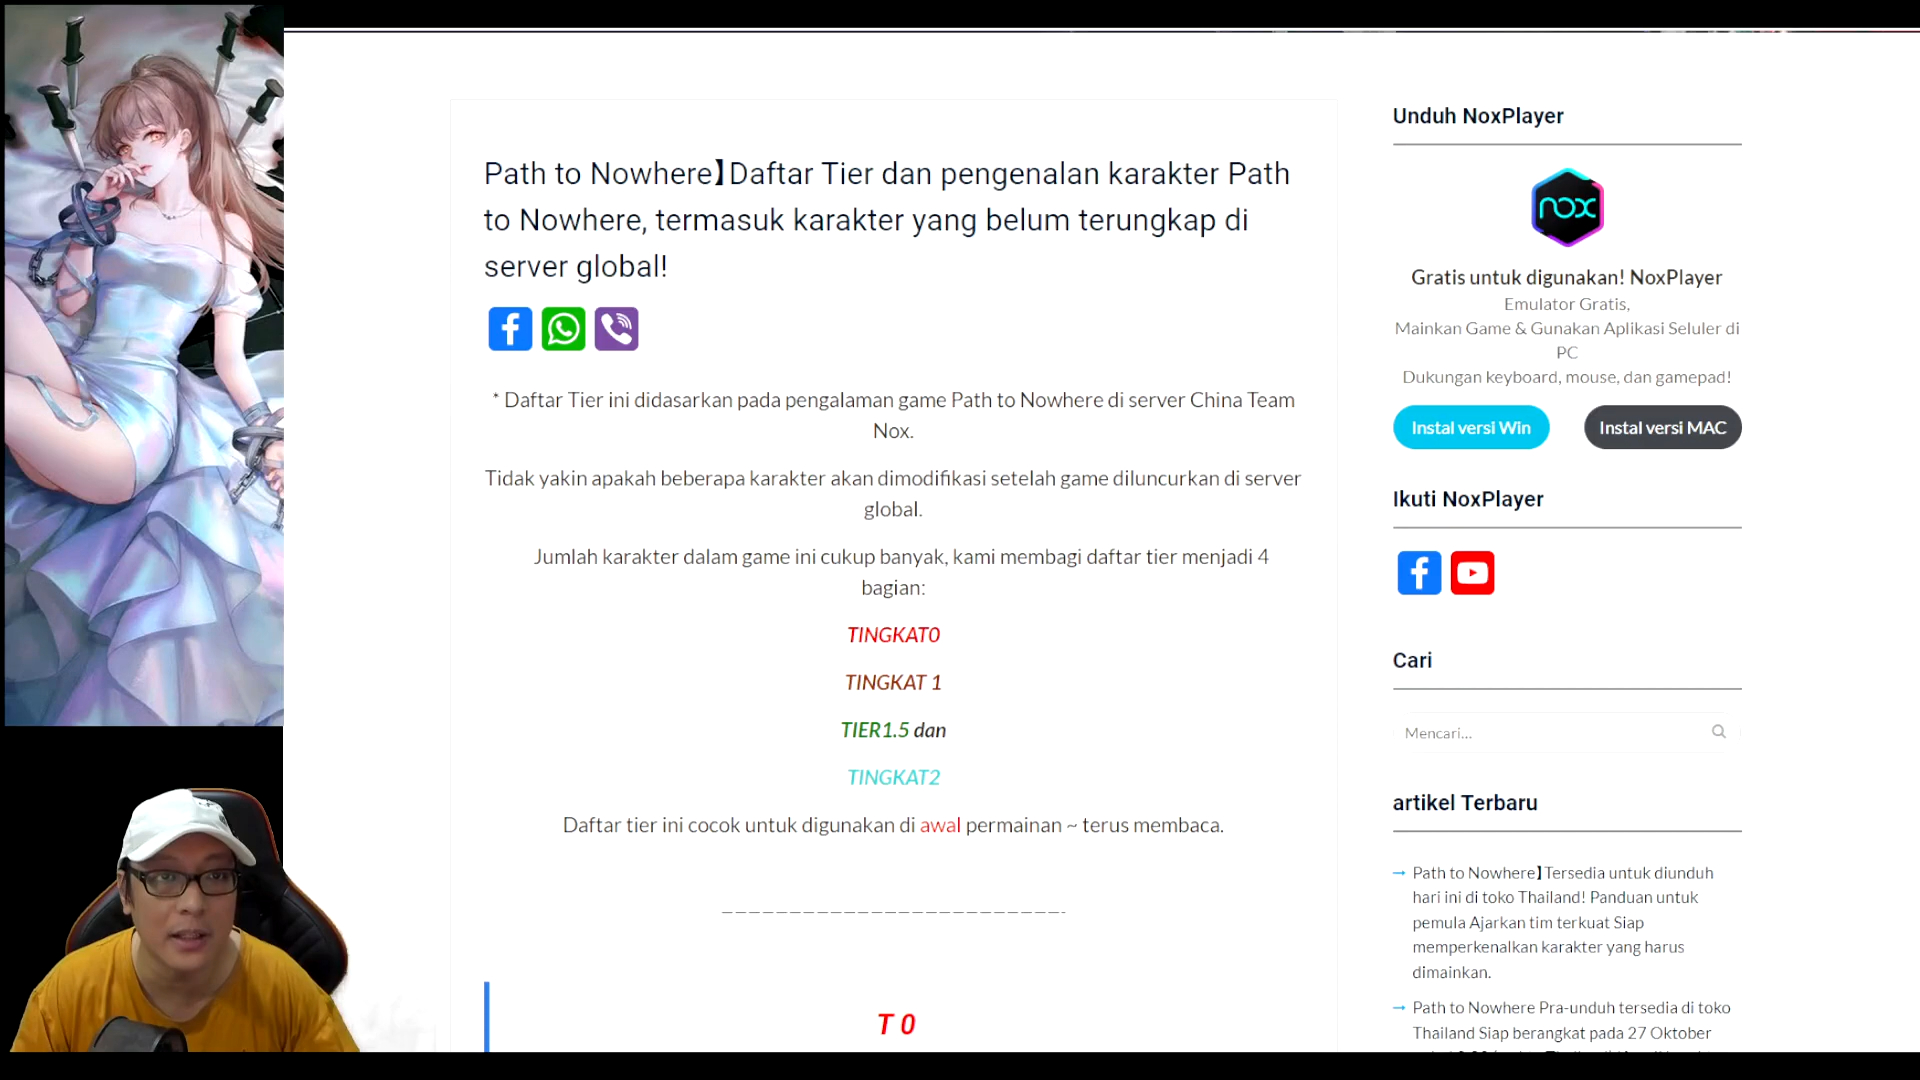 Path to Nowhere】Daftar Tier dan pengenalan karakter Path
to Nowhere, termasuk karakter yang belum terungkap di
server global!
* Daftar Tier ini didasarkan pada pengalaman game Path to Nowhere di server China Team
Nox.
Tidak yakin apakah beberapa karakter akan dimodifikasi setelah game diluncurkan di server
global.
Jumlah karakter dalam game ini cukup banyak, kami membagi daftar tier menjadi 4
bagian:
TINGKAT0
TINGKAT 1
TIER1.5 dan
TINGKAT2
Daftar tier ini cocok untuk digunakan di awal permainan ~ terus membaca.
–––––––––––––––––––––––––-
T 0
Unduh NoxPlayer
nox
Gratis untuk digunakan! NoxPlayer
Emulator Gratis,
Mainkan Game & Gunakan Aplikasi Seluler di
PC
Dukungan keyboard, mouse, dan gamepad!
Instal versi Win
Instal versi MAC
Ikuti NoxPlayer
Cari
Mencari...
artikel Terbaru
Path to Nowhere】Tersedia untuk diunduh
hari ini di toko Thailand! Panduan untuk
pemula Ajarkan tim terkuat Siap
memperkenalkan karakter yang harus
dimainkan.
Path to Nowhere Pra-unduh tersedia di toko
Thailand Siap berangkat pada 27 Oktober